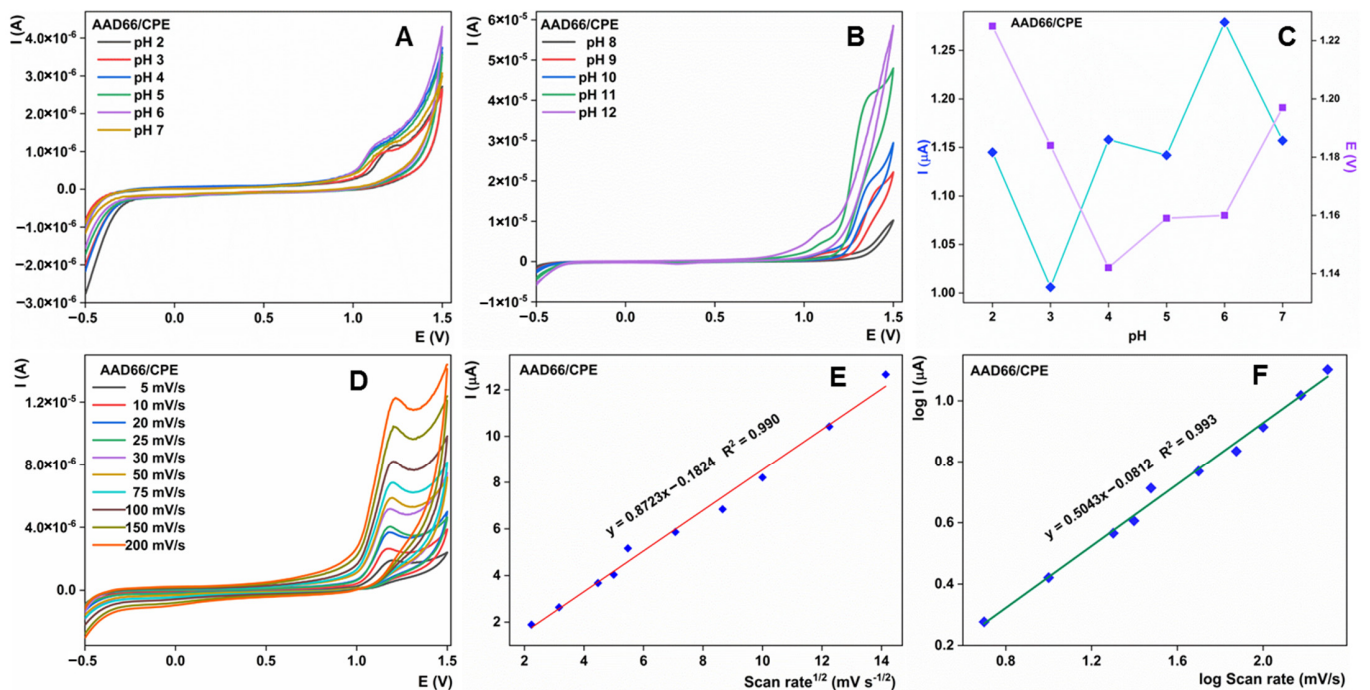 I (A)
AAD66/CPE
A
pH 2
pH 3
pH 4
pH 5
pH 6
pH 7
4.0×10⁻⁶
3.0×10⁻⁶
2.0×10⁻⁶
1.0×10⁻⁶
0.0
−1.0×10⁻⁶
−2.0×10⁻⁶
−3.0×10⁻⁶
−0.5 0.0 0.5 1.0 1.5
E (V)
I (A)
AAD66/CPE
B
pH 8
pH 9
pH 10
pH 11
pH 12
6×10⁻⁵
5×10⁻⁵
4×10⁻⁵
3×10⁻⁵
2×10⁻⁵
1×10⁻⁵
0
−1×10⁻⁵
−0.5 0.0 0.5 1.0 1.5
E (V)
AAD66/CPE
C
I (µA)
1.25
1.20
1.15
1.10
1.05
1.00
E (V)
1.22
1.20
1.18
1.16
1.14
2 3 4 5 6 7
pH
I (A)
AAD66/CPE
D
5 mV/s
10 mV/s
20 mV/s
25 mV/s
30 mV/s
50 mV/s
75 mV/s
100 mV/s
150 mV/s
200 mV/s
1.2×10⁻⁵
8.0×10⁻⁶
4.0×10⁻⁶
0.0
−0.5 0.0 0.5 1.0 1.5
E (V)
I (µA)
AAD66/CPE
E
y = 0.8723x−0.1824 R² = 0.990
12
10
8
6
4
2
2 4 6 8 10 12 14
Scan rate¹ᐟ² (mV s⁻¹ᐟ²)
log I (µA)
AAD66/CPE
F
y = 0.5043x−0.0812 R² = 0.993
1.0
0.8
0.6
0.4
0.2
0.8 1.2 1.6 2.0
log Scan rate (mV/s)